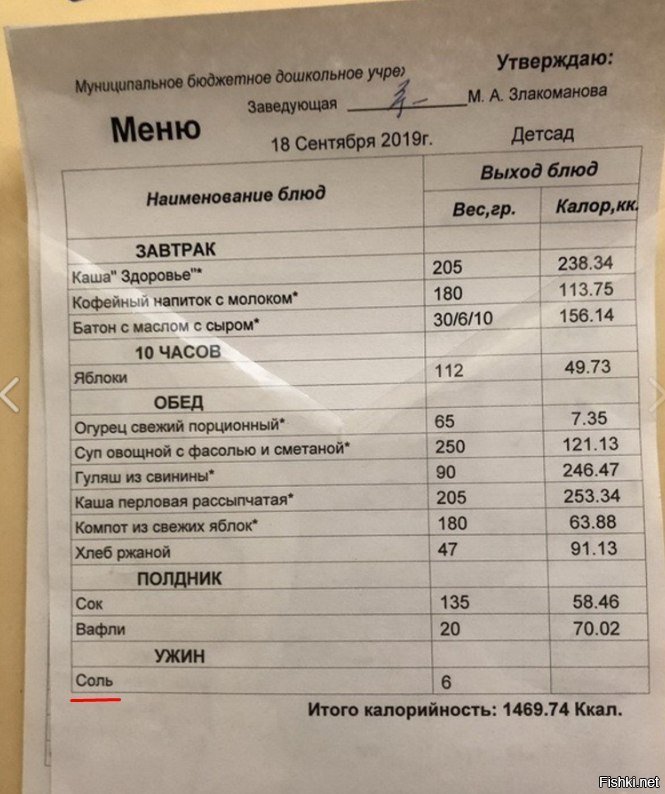 Утверждаю:
Муниципальное бюджетное дошкольное учре
Заведующая М. А. Злакоманова
Меню 18 Сентября 2019г. Детсад
Наименование блюд Выход блюд
Вес,гр. Калор,кк.
ЗАВТРАК
Каша" Здоровье"* 205 238.34
Кофейный напиток с молоком* 180 113.75
Батон с маслом с сыром* 30/6/10 156.14
10 ЧАСОВ
Яблоки 112 49.73
ОБЕД
Огурец свежий порционный* 65 7.35
Суп овощной с фасолью и сметаной* 250 121.13
Гуляш из свинины* 90 246.47
Каша перловая рассыпчатая* 205 253.34
Компот из свежих яблок* 180 63.88
Хлеб ржаной 47 91.13
ПОЛДНИК
Сок 135 58.46
Вафли 20 70.02
УЖИН
Соль 6
Итого калорийность: 1469.74 Ккал.
Fishki.net